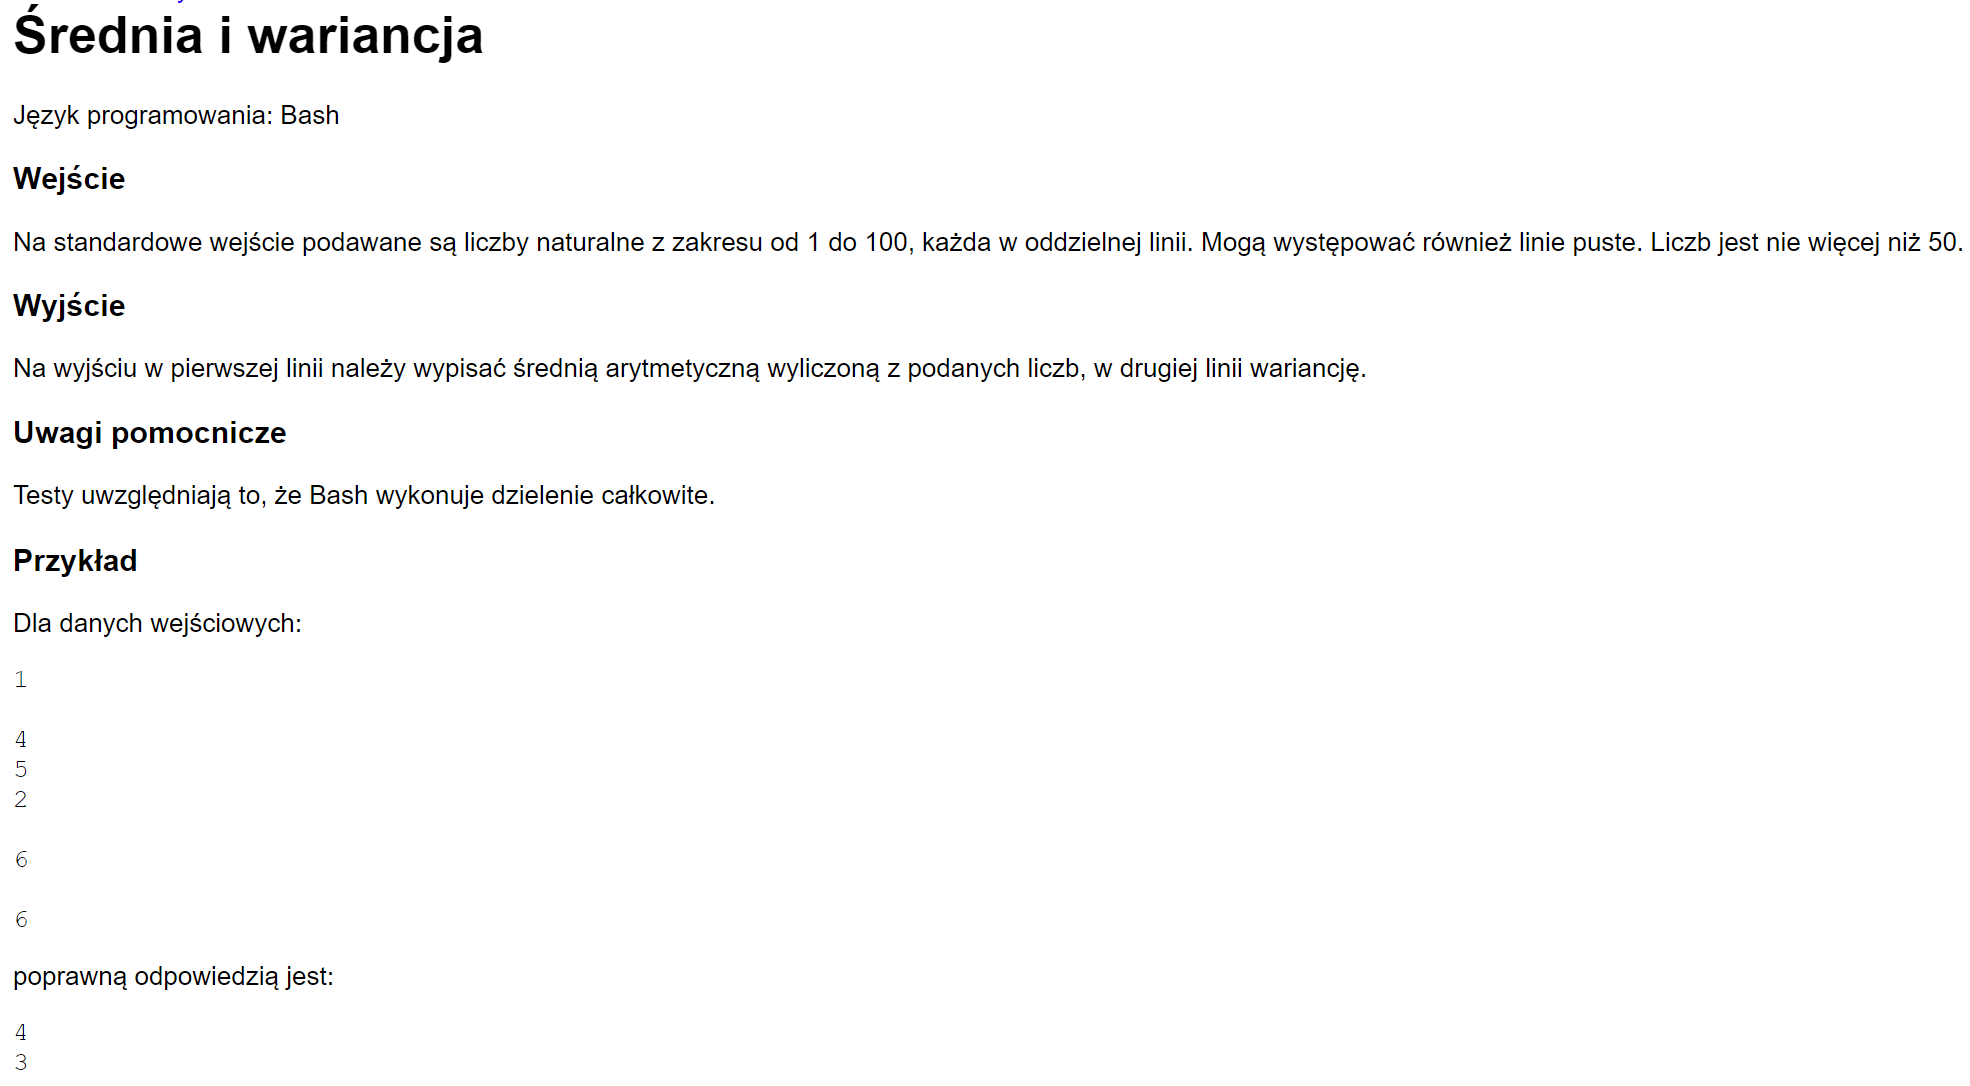 Średnia i wariancja
Język programowania: Bash
Wejście
Na standardowe wejście podawane są liczby naturalne z zakresu od 1 do 100, każda w oddzielnej linii. Mogą występować również linie puste. Liczb jest nie więcej niż 50.
Wyjście
Na wyjściu w pierwszej linii należy wypisać średnią arytmetyczną wyliczoną z podanych liczb, w drugiej linii wariancję.
Uwagi pomocnicze
Testy uwzględniają to, że Bash wykonuje dzielenie całkowite.
Przykład
Dla danych wejściowych:
1
4
5
2
6
6
poprawną odpowiedzią jest:
4
3